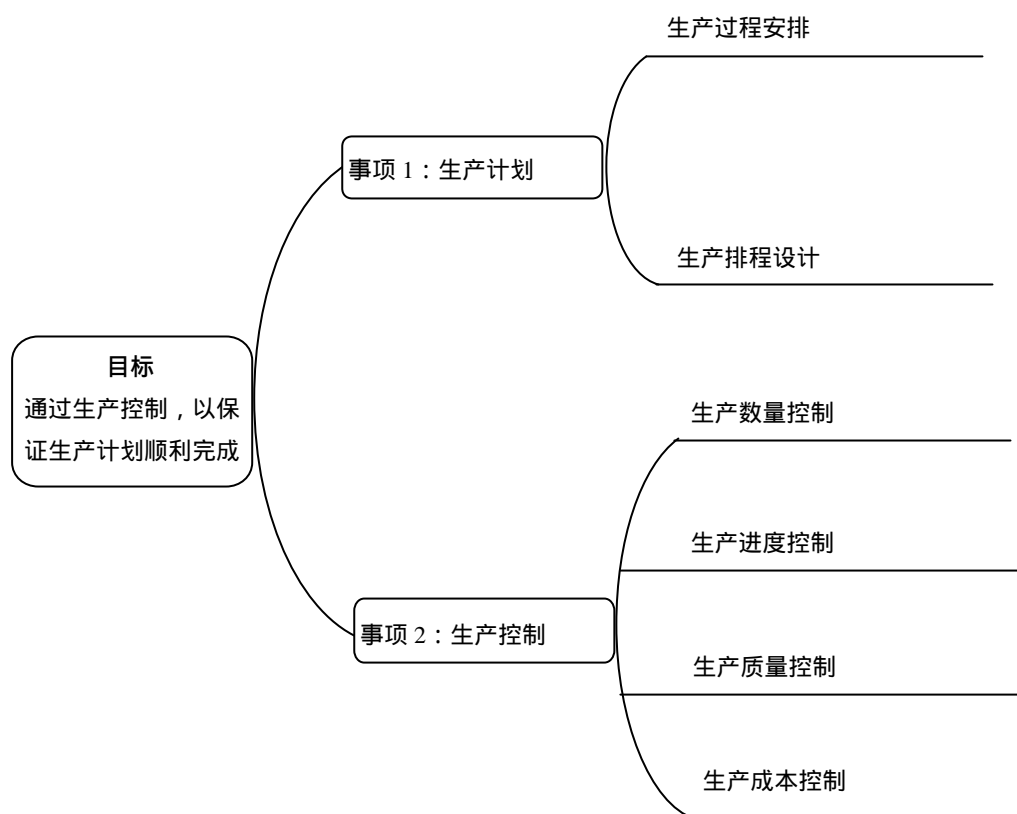 生产过程安排
事项 1：生产计划
生产排程设计
目标
通过生产控制，以保
证生产计划顺利完成
生产数量控制
生产进度控制
事项 2：生产控制
生产质量控制
生产成本控制